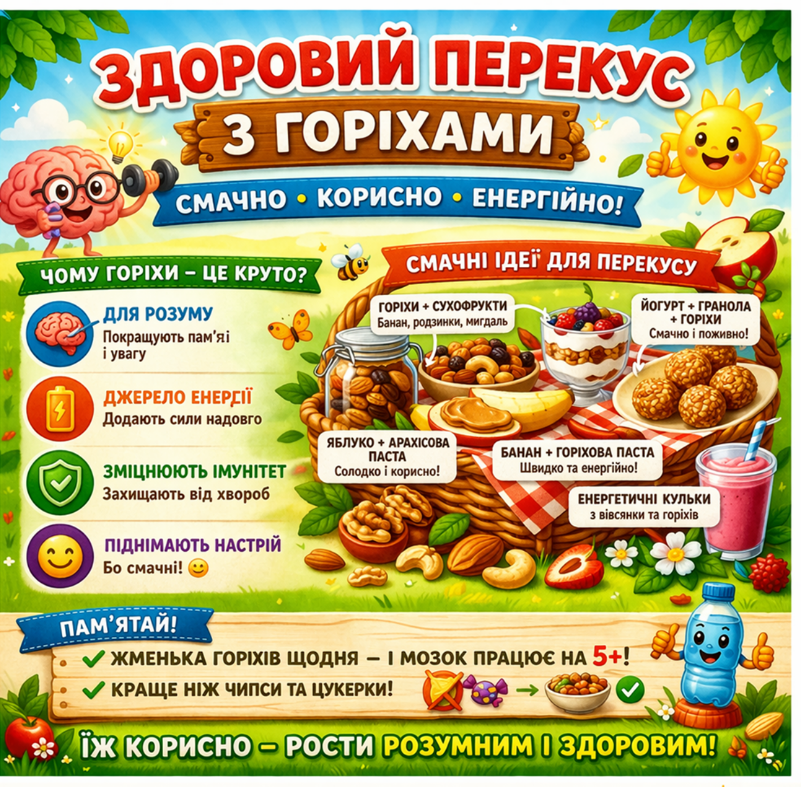 ЗДОРОВИЙ ПЕРЕКУС
З ГОРІХАМИ
СМАЧНО • КОРИСНО • ЕНЕРГІЙНО!
ЧОМУ ГОРІХИ – ЦЕ КРУТО?
ДЛЯ РОЗУМУ
Покращують пам'яі
і увагу
ДЖЕРЕЛО ЕНЕРГІЇ
Додають сили надовго
ЗМІЦНЮЮТЬ ІМУНІТЕТ
Захищають від хвороб
ПІДНІМАЮТЬ НАСТРІЙ
Бо смачні! 😊
СМАЧНІ ІДЕЇ ДЛЯ ПЕРЕКУСУ
ГОРІХИ + СУХОФРУКТИ
Банан, родзинки, мигдаль
ЙОГУРТ + ГРАНОЛА
+ ГОРІХИ
Смачно і поживно!
ЯБЛУКО + АРАХІСОВА
ПАСТА
Солодко і корисно!
БАНАН + ГОРІХОВА ПАСТА
Швидко та енергійно!
ЕНЕРГЕТИЧНІ КУЛЬКИ
з вівсянки та горіхів
ПАМ'ЯТАЙ!
✓ ЖМЕНЬКА ГОРІХІВ ЩОДНЯ – І МОЗОК ПРАЦЮЄ НА 5+!
✓ КРАЩЕ НІЖ ЧИПСИ ТА ЦУКЕРКИ!
ЇЖ КОРИСНО – РОСТИ РОЗУМНИМ І ЗДОРОВИМ!